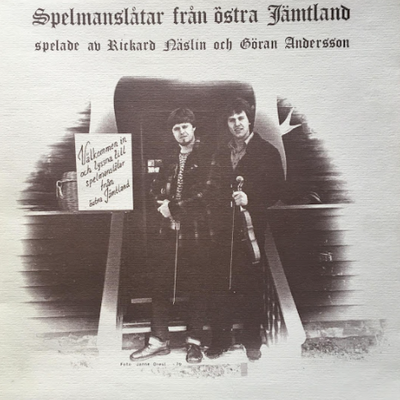 Spelmanslåtar från östra Jämtland
spelade av Rickard Näslin och Göran Andersson
Välkommen in
och lyssna till
spelmanslåtar
från
östra Jämtland
Foto